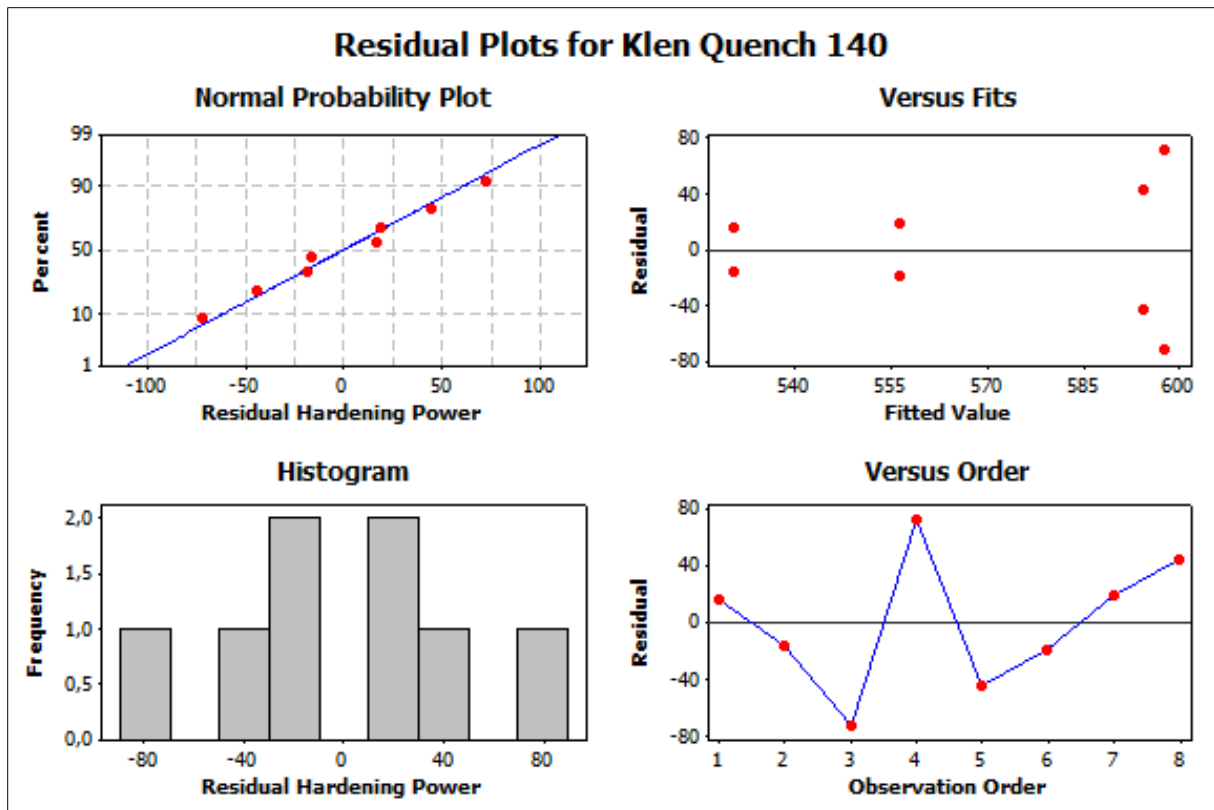 Residual Plots for Klen Quench 140
Normal Probability Plot
Percent
99
90
50
10
1
-100 -50 0 50 100
Residual Hardening Power
Versus Fits
Residual
80
40
0
-40
-80
540 555 570 585 600
Fitted Value
Histogram
Frequency
2,0
1,5
1,0
0,5
0,0
-80 -40 0 40 80
Residual Hardening Power
Versus Order
Residual
80
40
0
-40
-80
1 2 3 4 5 6 7 8
Observation Order